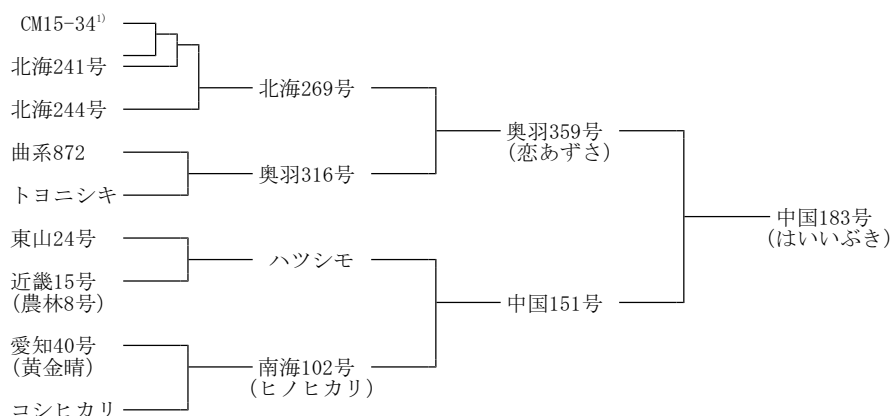 CM15-34¹⁾
北海241号
北海244号
北海269号
曲系872
トヨニシキ
奥羽316号
奥羽359号
(恋あずさ)
東山24号
近畿15号
(農林8号)
ハツシモ
愛知40号
(黄金晴)
コシヒカリ
南海102号
(ヒノヒカリ)
中国151号
中国183号
(はいいぶき)